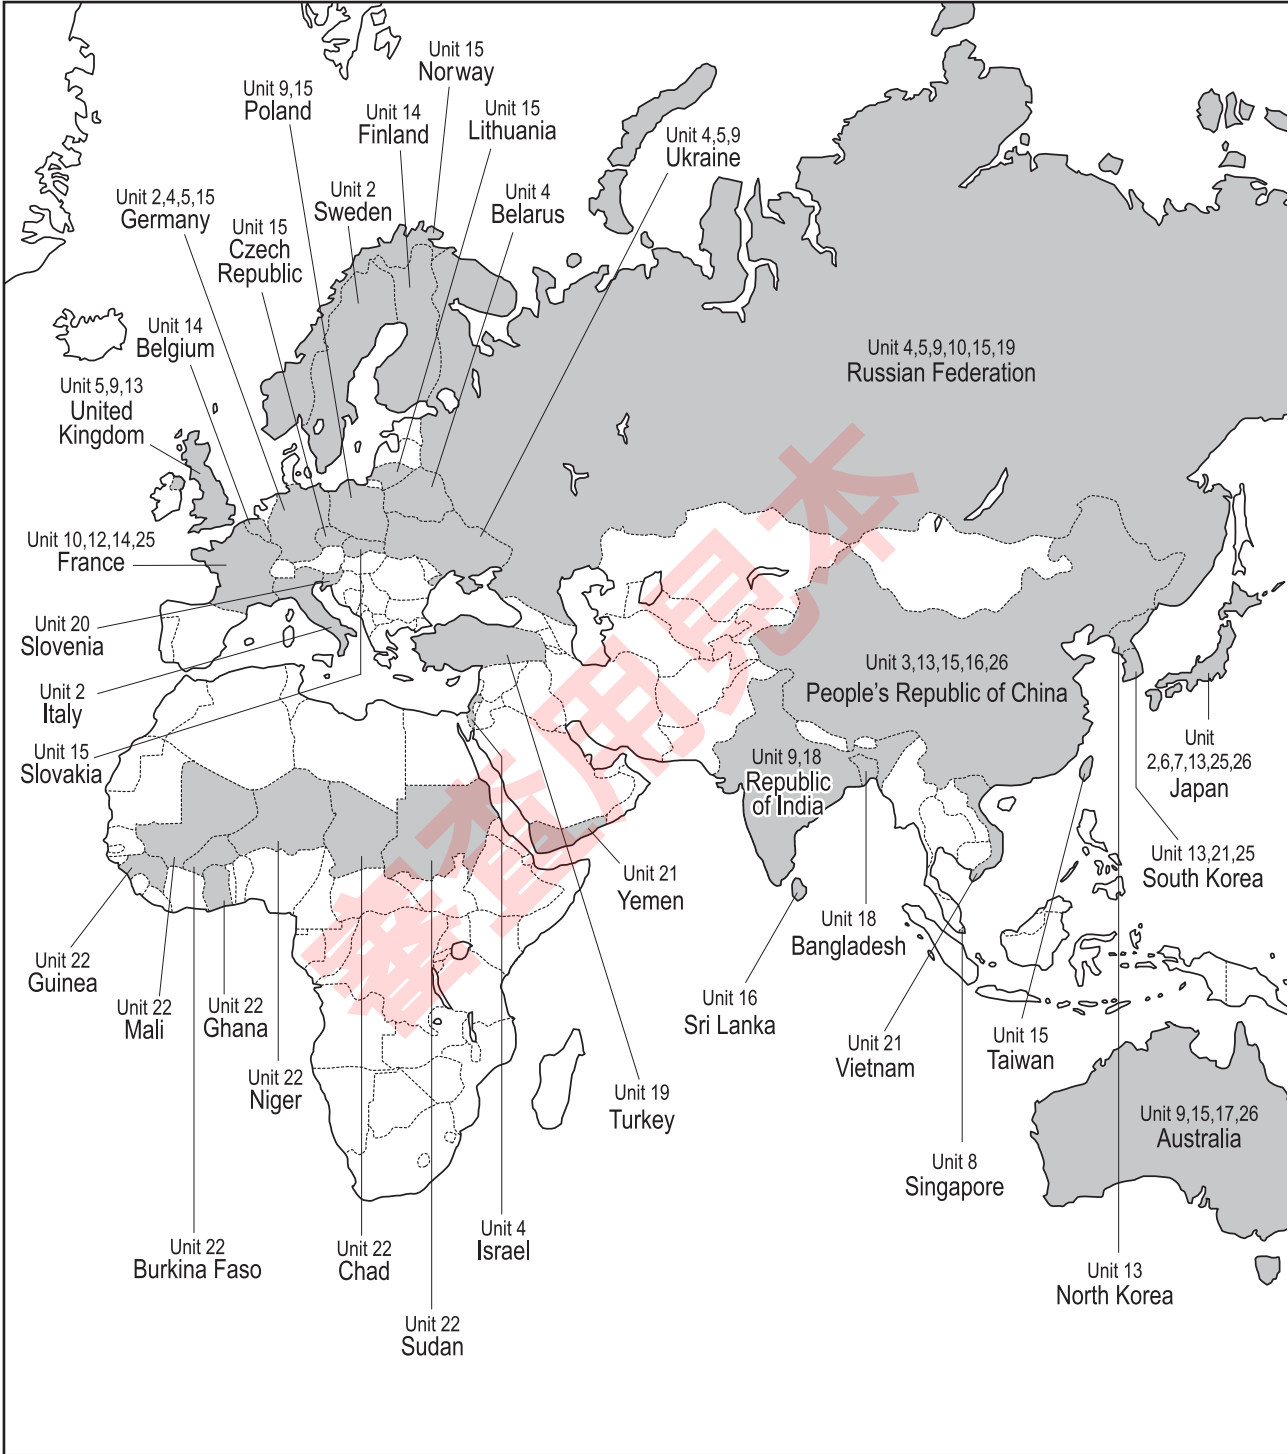 Unit 15
Norway
Unit 9,15
Poland
Unit 14
Finland
Unit 15
Lithuania
Unit 4,5,9
Ukraine
Unit 2,4,5,15
Germany
Unit 2
Sweden
Unit 4
Belarus
Unit 15
Czech
Republic
Unit 14
Belgium
Unit 4,5,9,10,15,19
Russian Federation
Unit 5,9,13
United
Kingdom
Unit 10,12,14,25
France
Unit 20
Slovenia
Unit 2
Italy
Unit 15
Slovakia
Unit 3,13,15,16,26
People's Republic of China
Unit 9,18
Republic
of India
Unit
2,6,7,13,25,26
Japan
Unit 13,21,25
South Korea
Unit 21
Yemen
Unit 18
Bangladesh
Unit 22
Guinea
Unit 22
Mali
Unit 22
Ghana
Unit 16
Sri Lanka
Unit 21
Vietnam
Unit 15
Taiwan
Unit 22
Niger
Unit 19
Turkey
Unit 9,15,17,26
Australia
Unit 8
Singapore
Unit 22
Burkina Faso
Unit 22
Chad
Unit 4
Israel
Unit 13
North Korea
Unit 22
Sudan
審査用見本